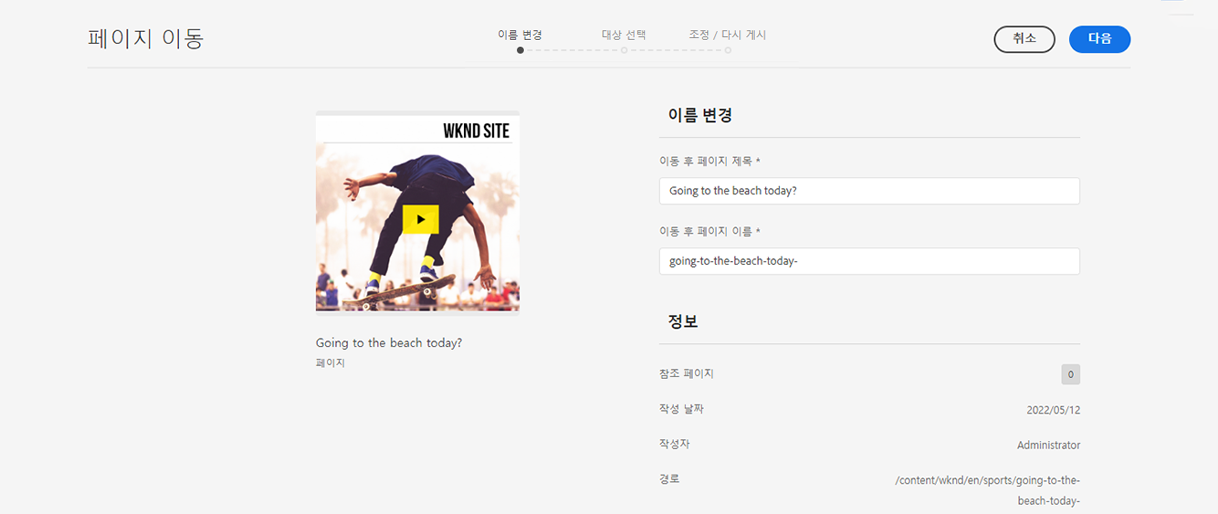 페이지 이동
이름 변경
대상 선택
조정 / 다시 게시
취소
다음
WKND SITE
Going to the beach today?
페이지
이름 변경
이동 후 페이지 제목 *
Going to the beach today?
이동 후 페이지 이름 *
going-to-the-beach-today-
정보
참조 페이지
0
작성 날짜
2022/05/12
작성자
Administrator
경로
/content/wknd/en/sports/going-to-the-
beach-today-